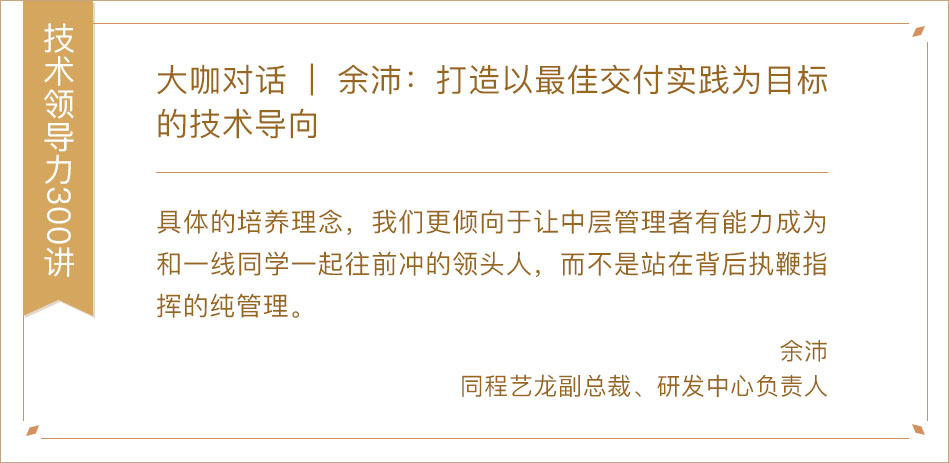 技术领导力300讲
大咖对话 | 余沛：打造以最佳交付实践为目标
的技术导向
具体的培养理念，我们更倾向于让中层管理者有能力成为
和一线同学一起往前冲的领头人，而不是站在背后执鞭指
挥的纯管理。
余沛
同程艺龙副总裁、研发中心负责人